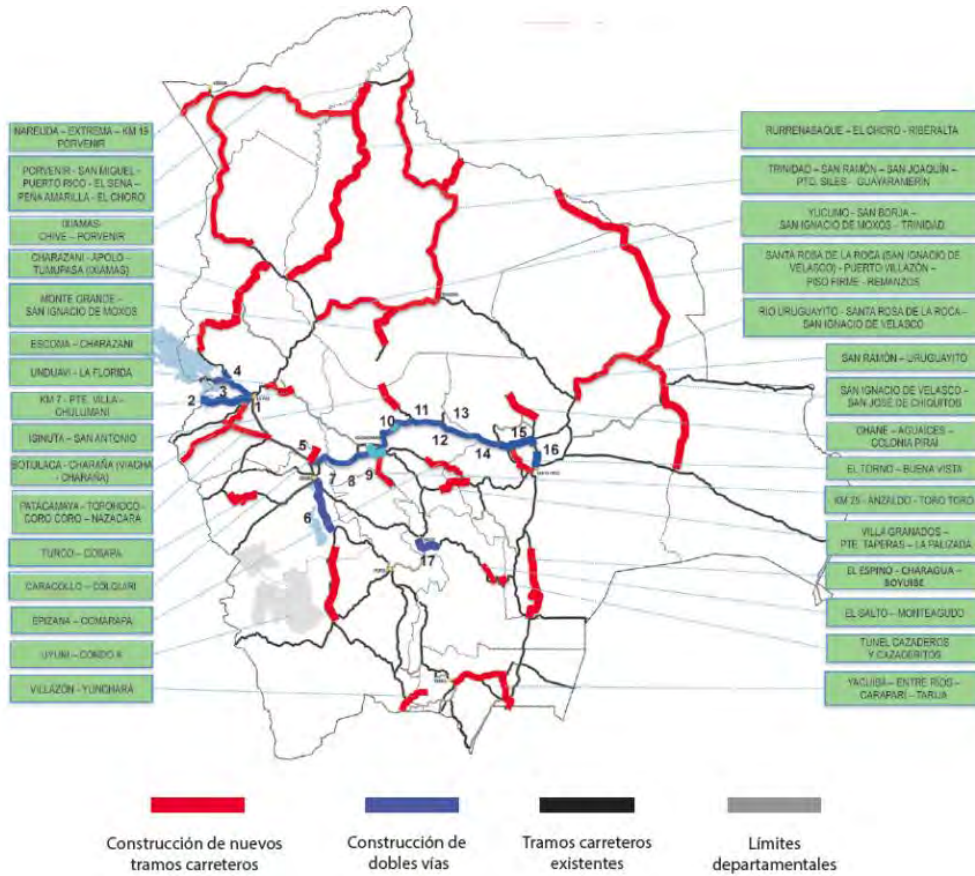 NAREUDA – EXTREMA – KM 19
PORVENIR
PORVENIR - SAN MIGUEL -
PUERTO RICO - EL SENA –
PEÑA AMARILLA - EL CHORO
IXIAMAS-
CHIVE – PORVENIR
CHARAZANI - APOLO -
TUMUPASA (IXIAMAS)
MONTE GRANDE –
SAN IGNACIO DE MOXOS
ESCOMA – CHARAZANI
UNDUAVI - LA FLORIDA
KM 7 - PTE. VILLA –
CHULUMANI
ISINUTA – SAN ANTONIO
BOTIJLACA - CHARAÑA (VIACHA
- CHARAÑA)
PATACAMAYA – TOPOHOCO -
CORO CORO – NAZACARA
TURCO – COSAPA
CARACOLLO – COLQUIRI
EPIZANA – COMARAPA
UYUNI – CONDO K
VILLAZÓN - YUNCHARÁ
RURRENABAQUE – EL CHORO - RIBERALTA
TRINIDAD – SAN RAMÓN – SAN JOAQUÍN –
PTO. SILES - GUAYARAMERÍN
YUCUMO - SAN BORJA –
SAN IGNACIO DE MOXOS - TRINIDAD
SANTA ROSA DE LA ROCA (SAN IGNACIO DE
VELASCO) - PUERTO VILLAZÓN –
PISO FIRME - REMANZOS
RIO URUGUAYITO - SANTA ROSA DE LA ROCA –
SAN IGNACIO DE VELASCO
SAN RAMÓN – URUGUAYITO
SAN IGNACIO DE VELASCO –
SAN JOSÉ DE CHIQUITOS
CHANE – AGUAICES –
COLONIA PIRAI
EL TORNO – BUENA VISTA
KM 25 - ANZALDO - TORO TORO
VILLA GRANADOS –
PTE. TAPERAS – LA PALIZADA
EL ESPINO - CHARAGUA –
BOYUIBE
EL SALTO – MONTEAGUDO
TUNEL CAZADEROS
Y CAZADERITOS
YACUIBA – ENTRE RÍOS –
CARAPARÍ – TARIJA
4
3
2
1
11
13
10
12
15
5
14
16
9
7
8
6
17
Construcción de nuevos
tramos carreteros
Construcción de
dobles vías
Tramos carreteros
existentes
Límites
departamentales